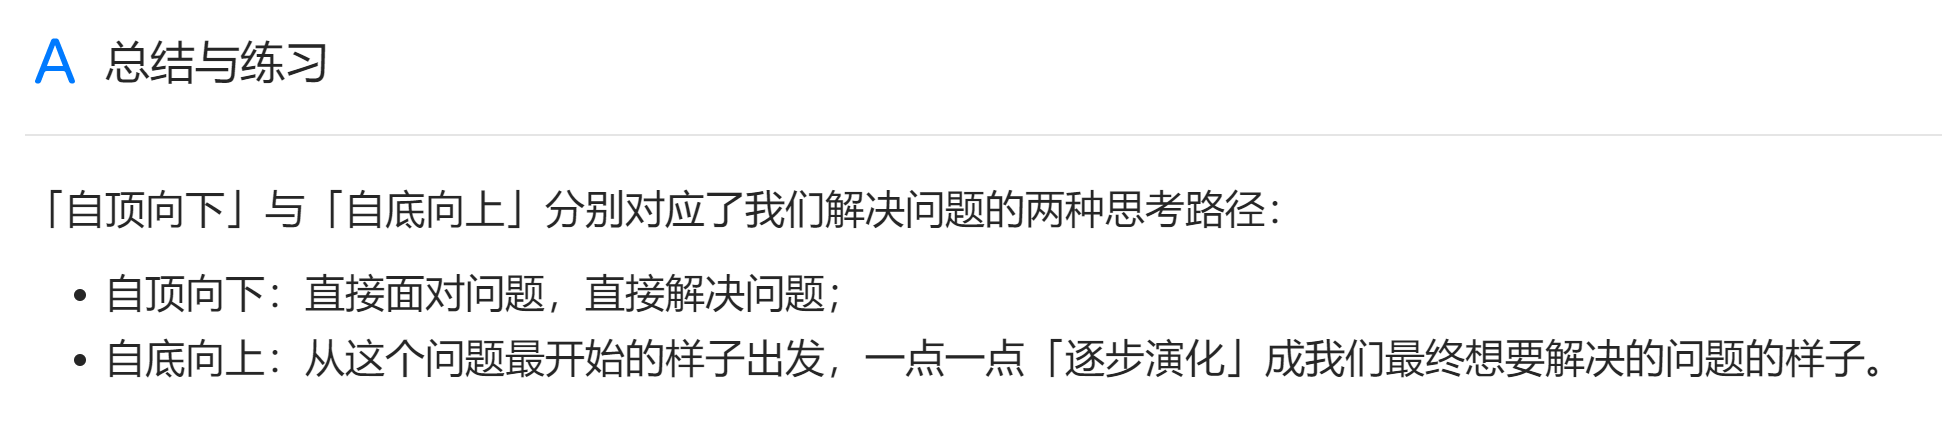 A 总结与练习
「自顶向下」与「自底向上」分别对应了我们解决问题的两种思考路径：
• 自顶向下：直接面对问题，直接解决问题；
• 自底向上：从这个问题最开始的样子出发，一点一点「逐步演化」成我们最终想要解决的问题的样子。